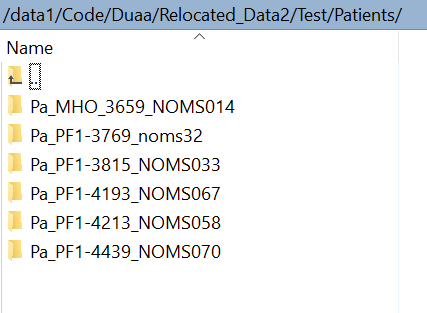 /data1/Code/Duaa/Relocated_Data2/Test/Patients/
Name
..
Pa_MHO_3659_NOMS014
Pa_PF1-3769_noms32
Pa_PF1-3815_NOMS033
Pa_PF1-4193_NOMS067
Pa_PF1-4213_NOMS058
Pa_PF1-4439_NOMS070